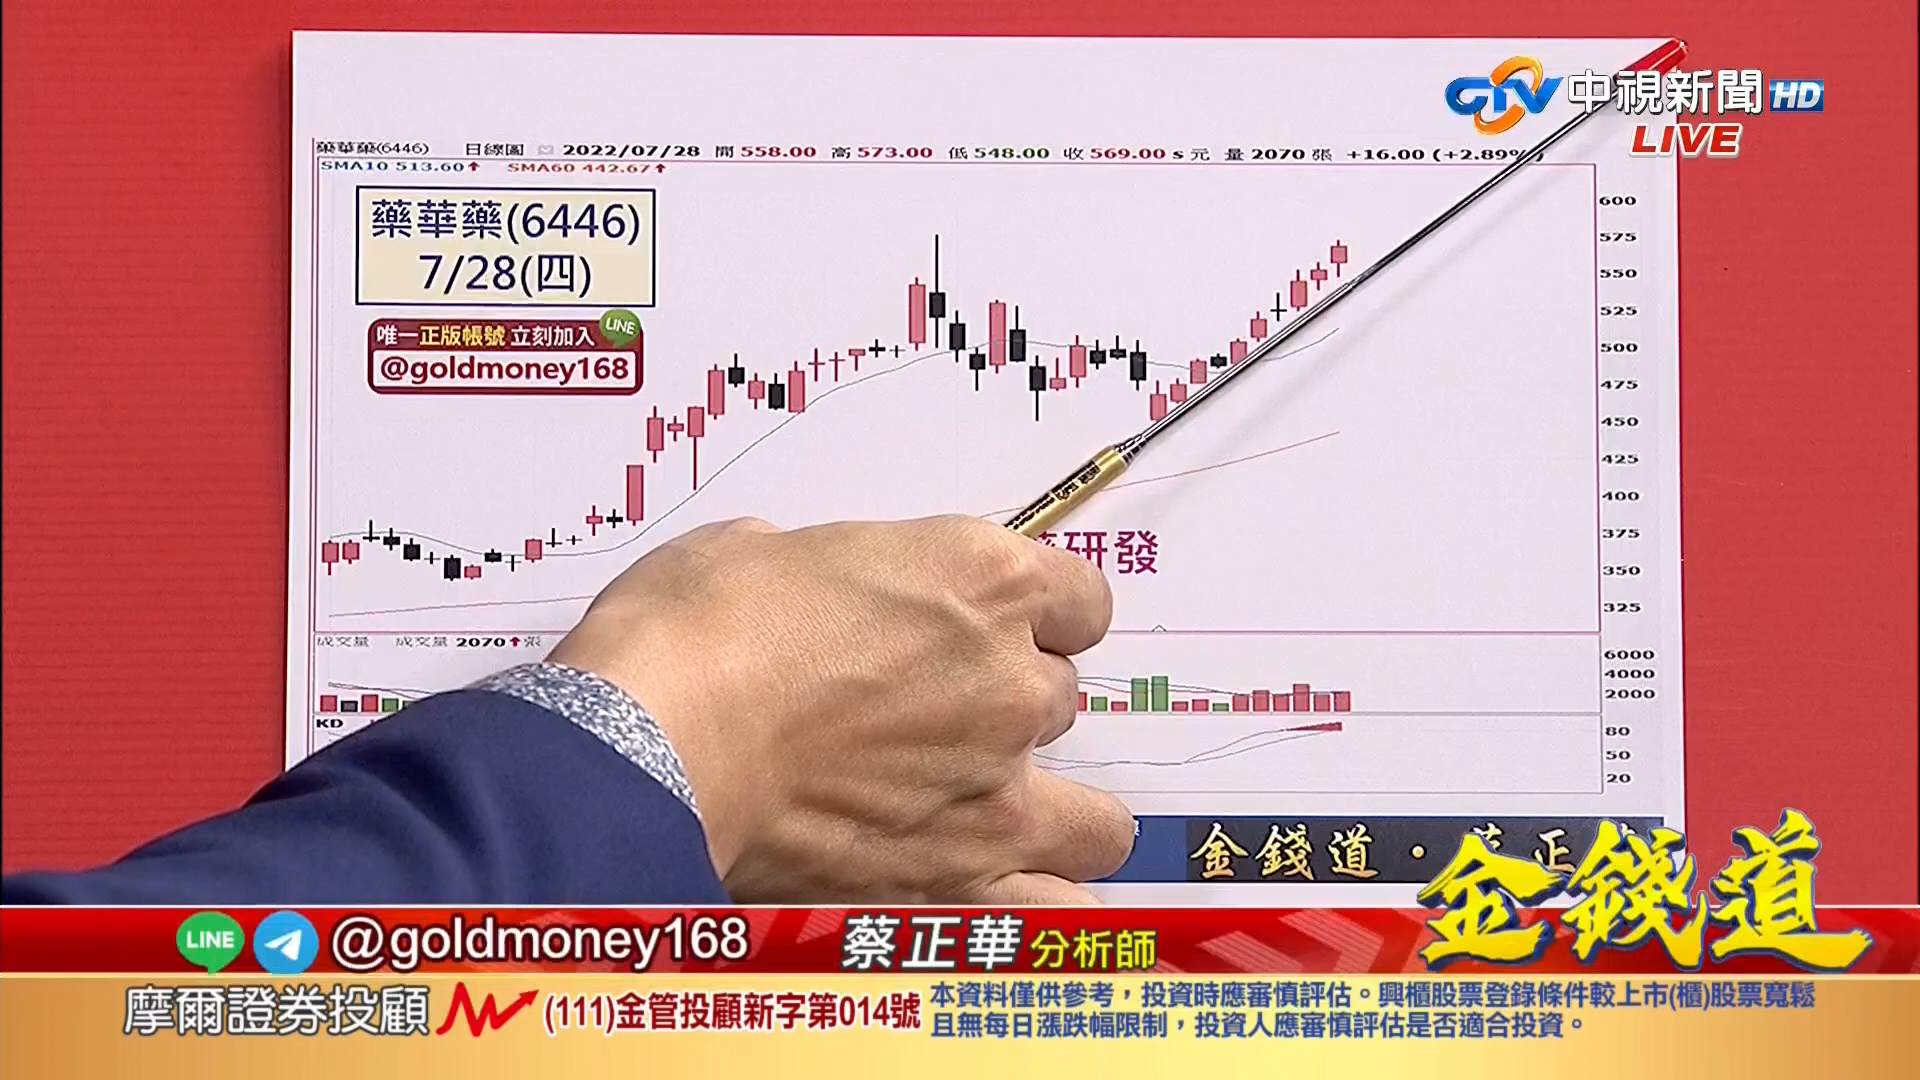 CTV 中視新聞 HD
LIVE
藥華藥(6446) 日線圖 2022/07/28 開 558.00 高 573.00 低 548.00 收 569.00 s 元 量 2070 張 +16.00 (+2.89%)
SMA10 513.60 SMA60 442.67
藥華藥(6446)
7/28(四)
唯一正版帳號 立刻加入 LINE
@goldmoney168
600
575
550
525
500
475
450
425
400
375
350
325
研發
成交量 成交量 2070 張
6000
4000
2000
KD
80
50
20
金錢道・蔡正
金錢道
LINE @goldmoney168 蔡正華 分析師
摩爾證券投顧 (111)金管投顧新字第014號
本資料僅供參考，投資時應審慎評估。興櫃股票登錄條件較上市(櫃)股票寬鬆
且無每日漲跌幅限制，投資人應審慎評估是否適合投資。